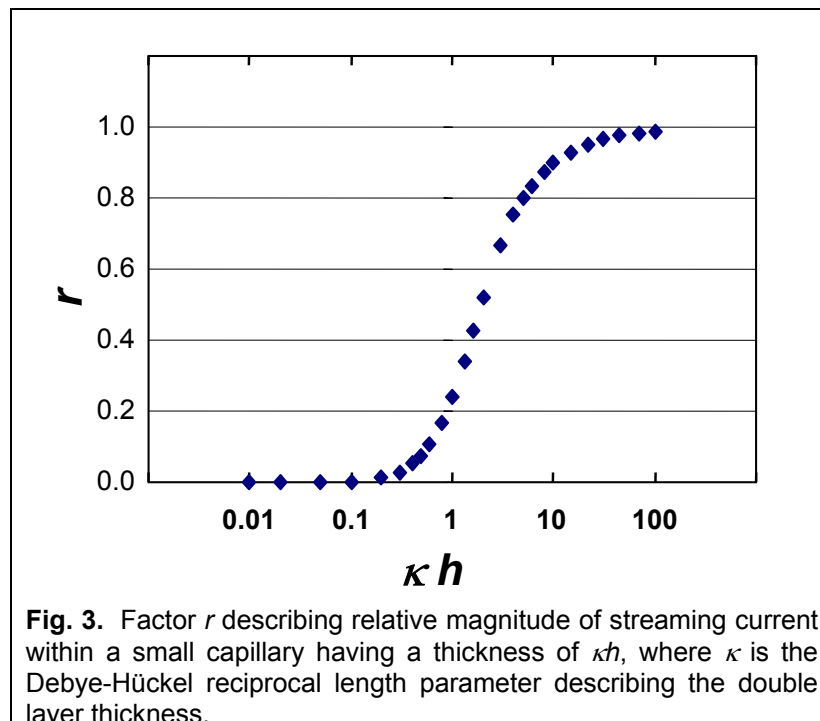 1.0
0.8
0.6
r
0.4
0.2
0.0
0.01 0.1 1 10 100
κ h
Fig. 3. Factor r describing relative magnitude of streaming current
within a small capillary having a thickness of κh, where κ is the
Debye-Hückel reciprocal length parameter describing the double
layer thickness.